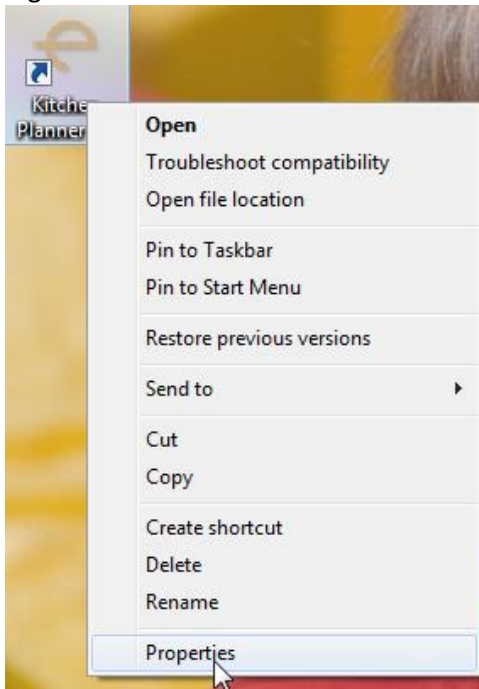 Planner
Open
Troubleshoot compatibility
Open file location
Pin to Taskbar
Pin to Start Menu
Restore previous versions
Send to
Cut
Copy
Create shortcut
Delete
Rename
Properties